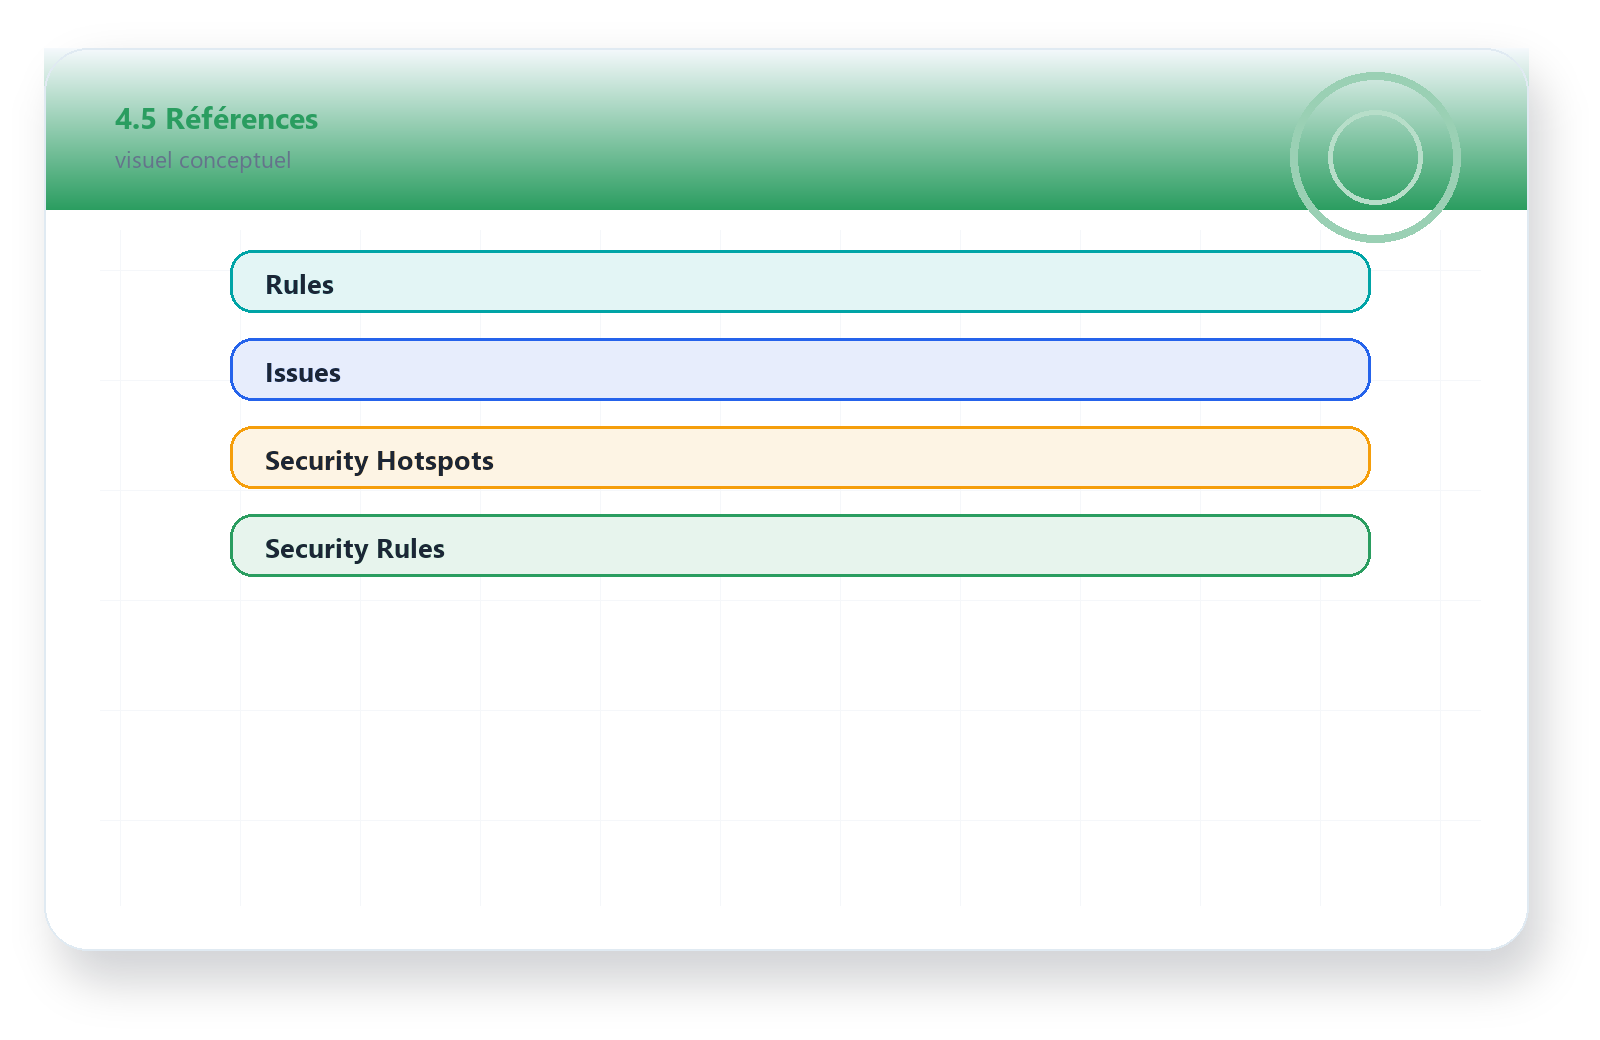 4.5 Références
visuel conceptuel
Rules
Issues
Security Hotspots
Security Rules